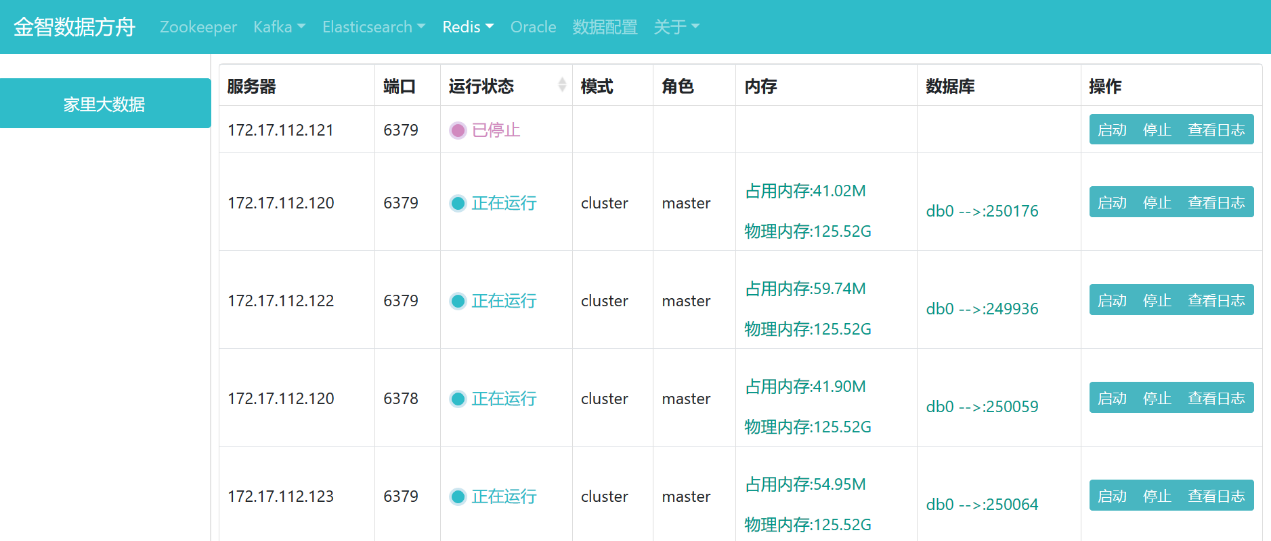 金智数据方舟 Zookeeper Kafka Elasticsearch Redis Oracle 数据配置 关于
家里大数据
服务器 端口 运行状态 模式 角色 内存 数据库 操作
172.17.112.121 6379 已停止 启动 停止 查看日志
172.17.112.120 6379 正在运行 cluster master 占用内存:41.02M
物理内存:125.52G
db0 -->:250176 启动 停止 查看日志
172.17.112.122 6379 正在运行 cluster master 占用内存:59.74M
物理内存:125.52G
db0 -->:249936 启动 停止 查看日志
172.17.112.120 6378 正在运行 cluster master 占用内存:41.90M
物理内存:125.52G
db0 -->:250059 启动 停止 查看日志
172.17.112.123 6379 正在运行 cluster master 占用内存:54.95M
物理内存:125.52G
db0 -->:250064 启动 停止 查看日志